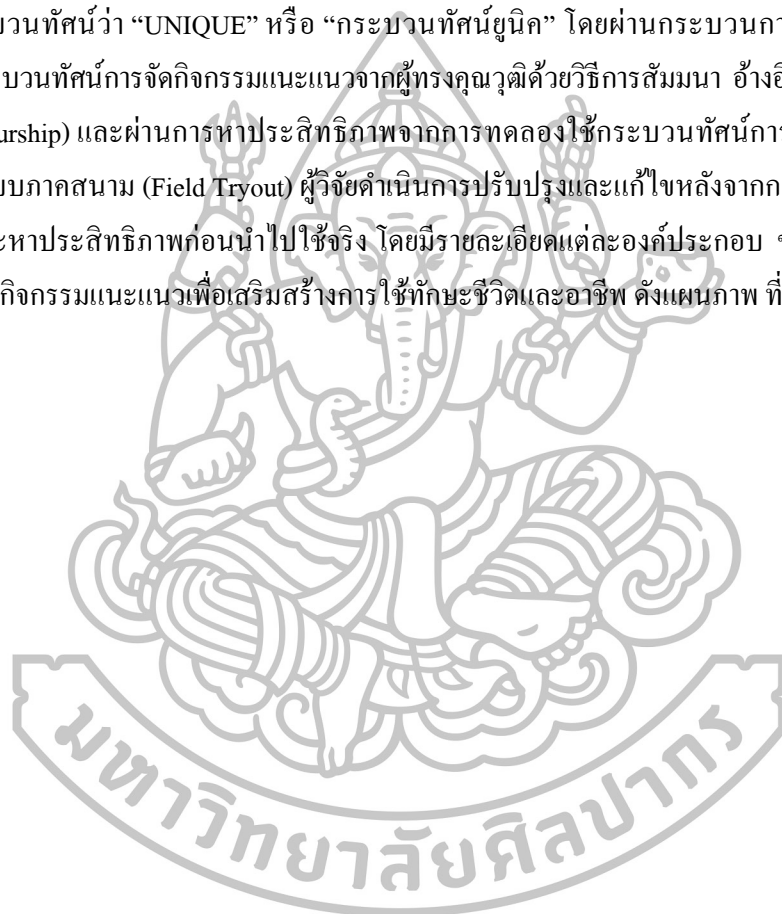 บวนทัศน์ว่า “UNIQUE” หรือ “กระบวนทัศน์ยูนิค” โดยผ่านกระบวนกา
บวนทัศน์การจัดกิจกรรมแนะแนวจากผู้ทรงคุณวุฒิด้วยวิธีการสัมมนา อ้างอิ
urship) และผ่านการหาประสิทธิภาพจากการทดลองใช้กระบวนทัศน์การ
บบภาคสนาม (Field Tryout) ผู้วิจัยดำเนินการปรับปรุงและแก้ไขหลังจากก
ะหาประสิทธิภาพก่อนนำไปใช้จริง โดยมีรายละเอียดแต่ละองค์ประกอบ
กิจกรรมแนะแนวเพื่อเสริมสร้างการใช้ทักษะชีวิตและอาชีพ ดังแผนภาพ ที่
มหาวิทยาลัยศิลปากร